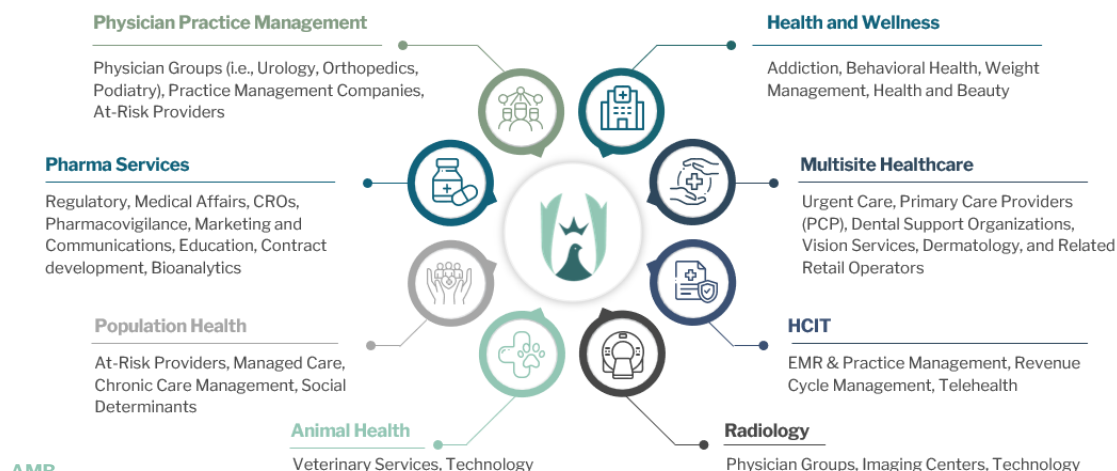 Physician Practice Management
Physician Groups (i.e., Urology, Orthopedics,
Podiatry), Practice Management Companies,
At-Risk Providers
Health and Wellness
Addiction, Behavioral Health, Weight
Management, Health and Beauty
Pharma Services
Regulatory, Medical Affairs, CROs,
Pharmacovigilance, Marketing and
Communications, Education, Contract
development, Bioanalytics
Multisite Healthcare
Urgent Care, Primary Care Providers
(PCP), Dental Support Organizations,
Vision Services, Dermatology, and Related
Retail Operators
Population Health
At-Risk Providers, Managed Care,
Chronic Care Management, Social
Determinants
HCIT
EMR & Practice Management, Revenue
Cycle Management, Telehealth
Animal Health
Veterinary Services, Technology
Radiology
Physician Groups, Imaging Centers, Technology